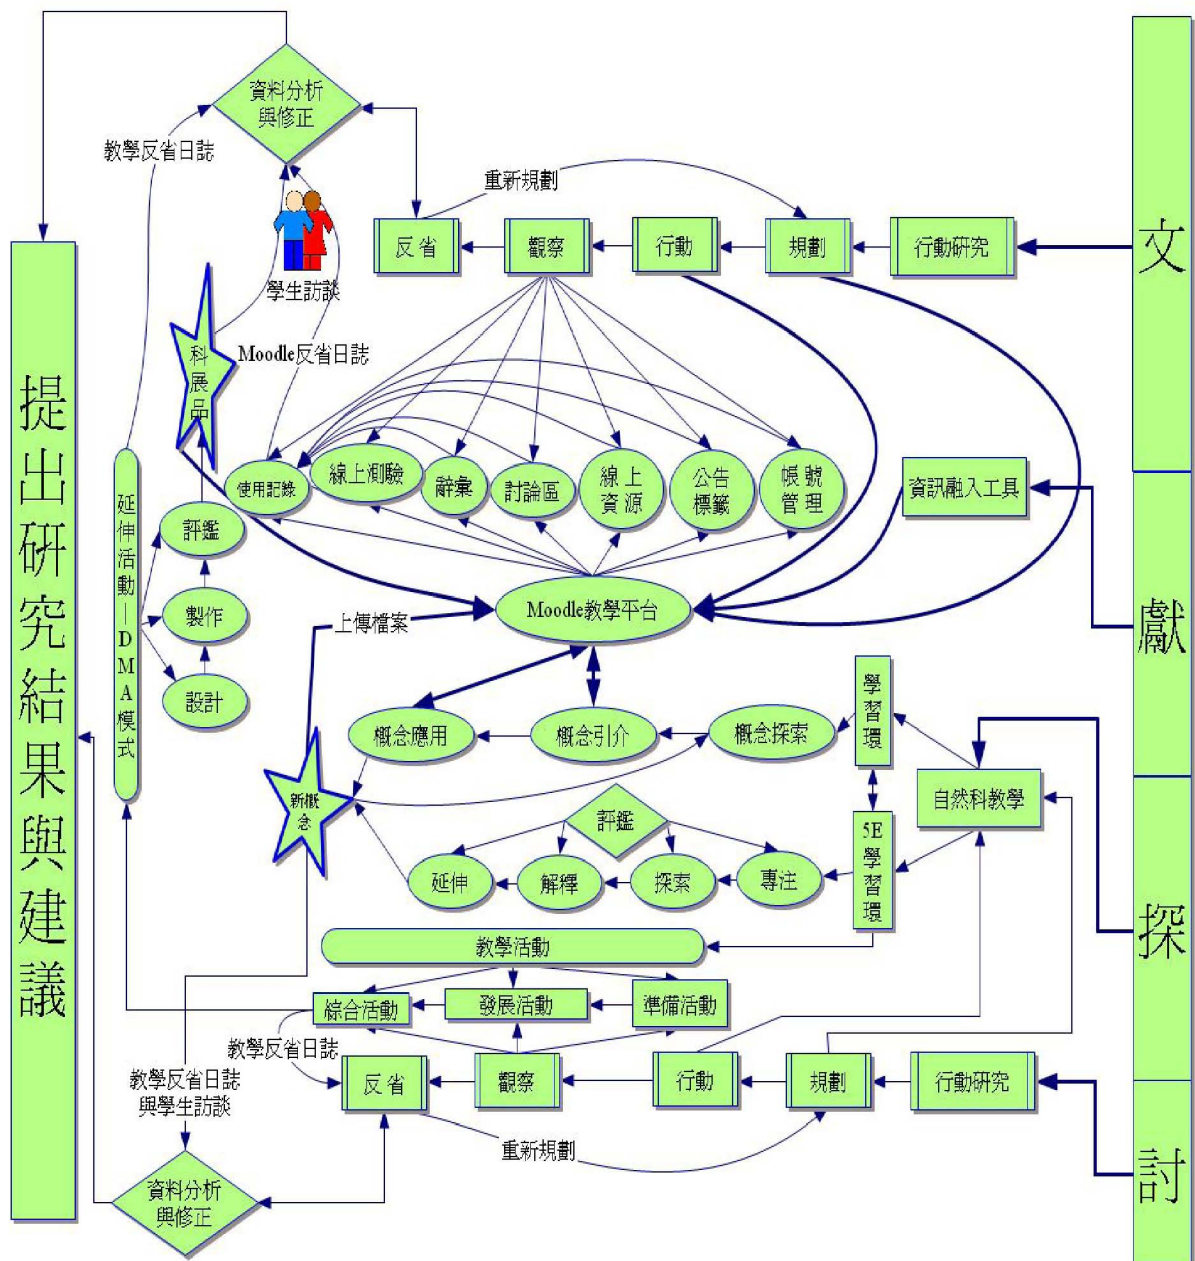 資料分析
與修正
教學反省日誌
重新規劃
反省
觀察
行動
規劃
行動研究
學生訪談
科展品
Moodle反省日誌
使用記錄
線上測驗
辭彙
討論區
線上
資源
公告
標籤
帳號
管理
資訊融入工具
評鑑
製作
設計
延伸活動—DMA模式
Moodle教學平台
上傳檔案
概念應用
概念引介
概念探索
學習環
新概
念
自然科教學
評鑑
延伸
解釋
探索
專注
5E學習環
教學活動
綜合活動
發展活動
準備活動
教學反省日誌
反省
觀察
行動
規劃
行動研究
教學反省日誌
與學生訪談
重新規劃
資料分析
與修正
提出研究結果與建議
文獻探討